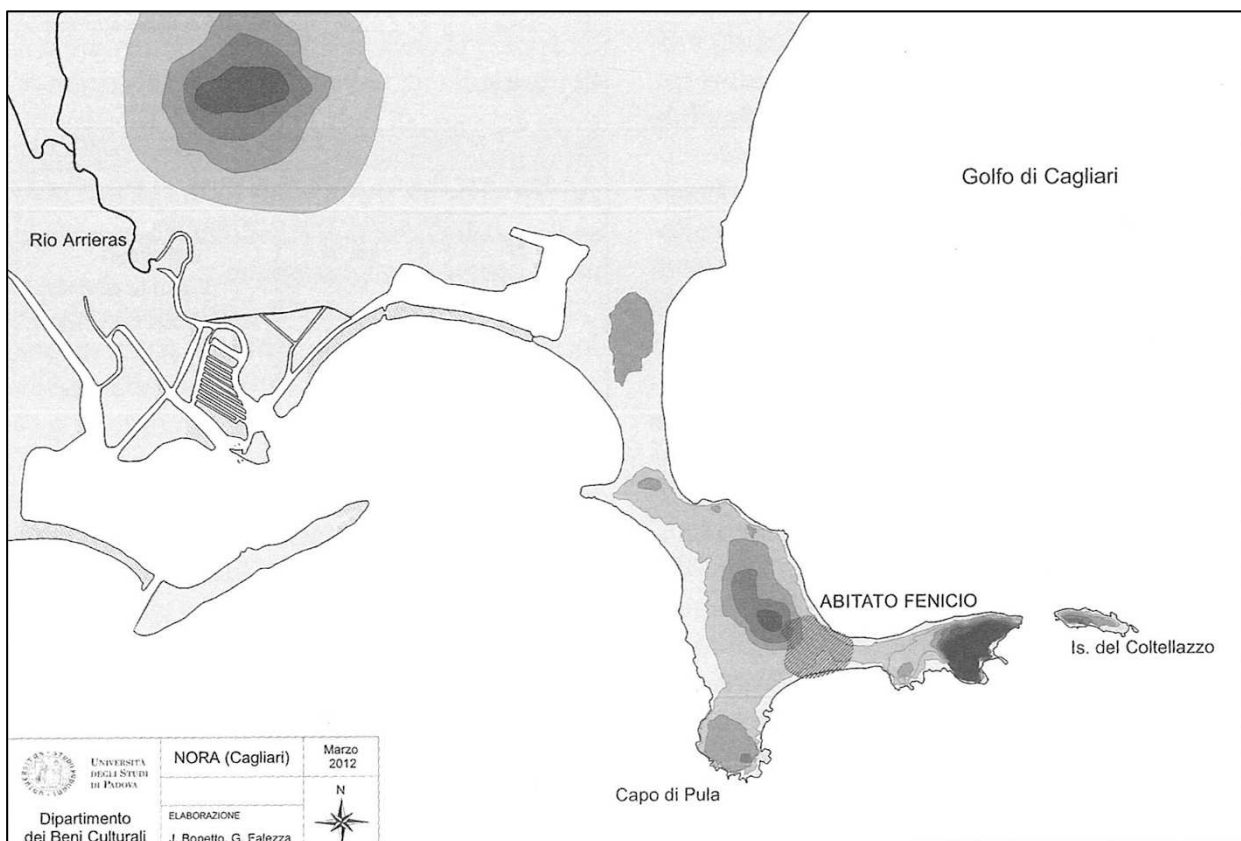 Golfo di Cagliari
Rio Arrieras
ABITATO FENICIO
Is. del Coltellazzo
Capo di Pula
UNIVERSITÀ
DEGLI STUDI
DI PADOVA
Dipartimento
dei Beni Culturali
NORA (Cagliari)
ELABORAZIONE
J. Bonetto, G. Falezza
Marzo
2012
N